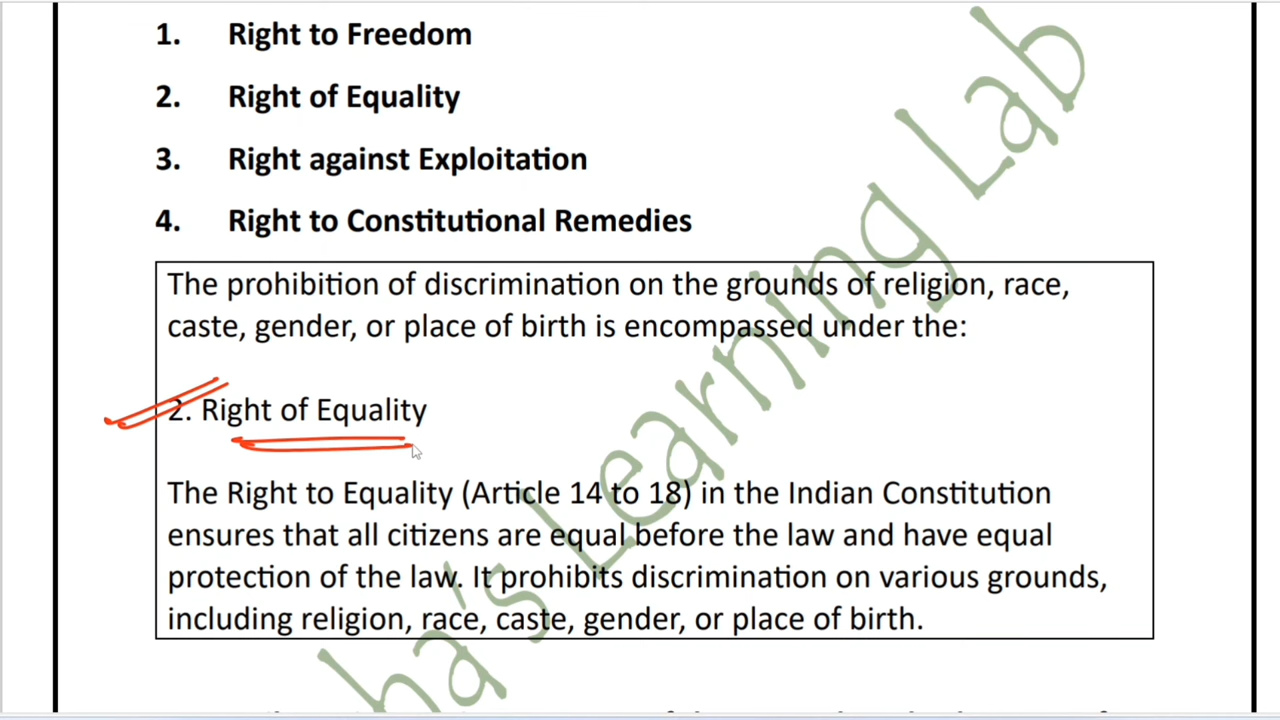 1. Right to Freedom
2. Right of Equality
3. Right against Exploitation
4. Right to Constitutional Remedies
The prohibition of discrimination on the grounds of religion, race,
caste, gender, or place of birth is encompassed under the:
2. Right of Equality
The Right to Equality (Article 14 to 18) in the Indian Constitution
ensures that all citizens are equal before the law and have equal
protection of the law. It prohibits discrimination on various grounds,
including religion, race, caste, gender, or place of birth.
ha's Learning Lab